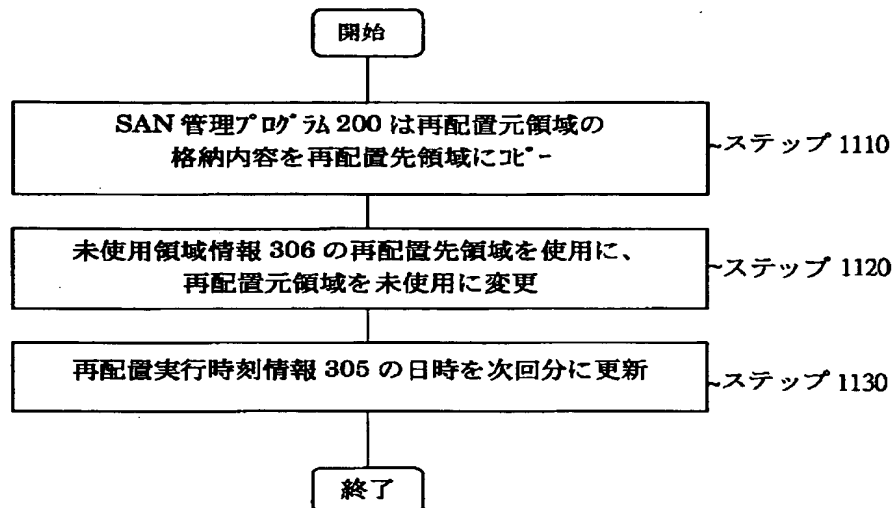 開始
SAN 管理ﾌﾟﾛｸﾞﾗﾑ 200 は再配置元領域の
格納内容を再配置先領域にｺﾋﾟｰ
~ステップ 1110
未使用領域情報 306 の再配置先領域を使用に、
再配置元領域を未使用に変更
~ステップ 1120
再配置実行時刻情報 305 の日時を次回分に更新
~ステップ 1130
終了